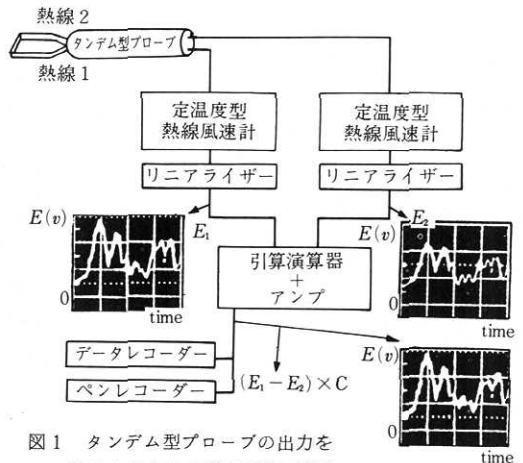 熱線2
タンデム型プローブ
熱線1
定温度型
熱線風速計
定温度型
熱線風速計
リニアライザー
リニアライザー
E(v)
E₁
0
time
引算演算器
+
アンプ
E(v)
E₂
0
time
データレコーダー
ペンレコーダー
(E₁−E₂)×C
E(v)
0
time
図1 タンデム型プローブの出力を